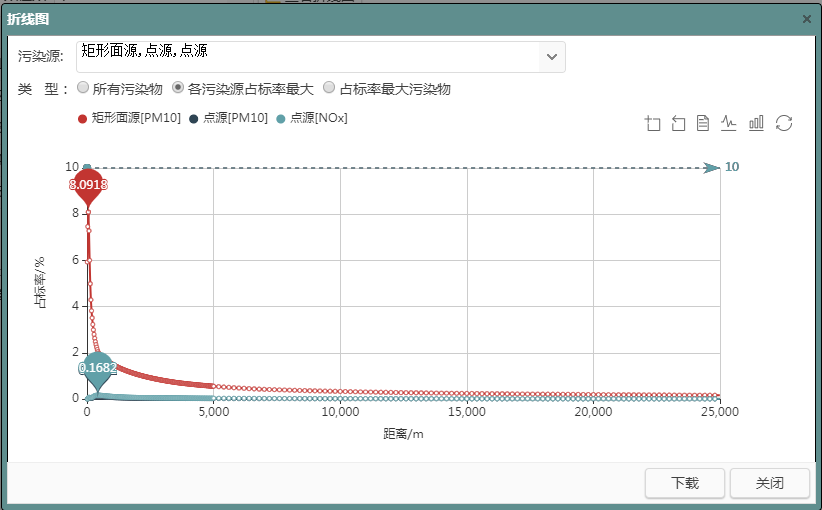 折线图
污染源: 矩形面源,点源,点源
类 型: 所有污染物 各污染源占标率最大 占标率最大污染物
矩形面源[PM10] 点源[PM10] 点源[NOx]
10 10
8.0918
8
6
占标率/%
4
2
0.1682
0
0 5,000 10,000 15,000 20,000 25,000
距离/m
下载 关闭